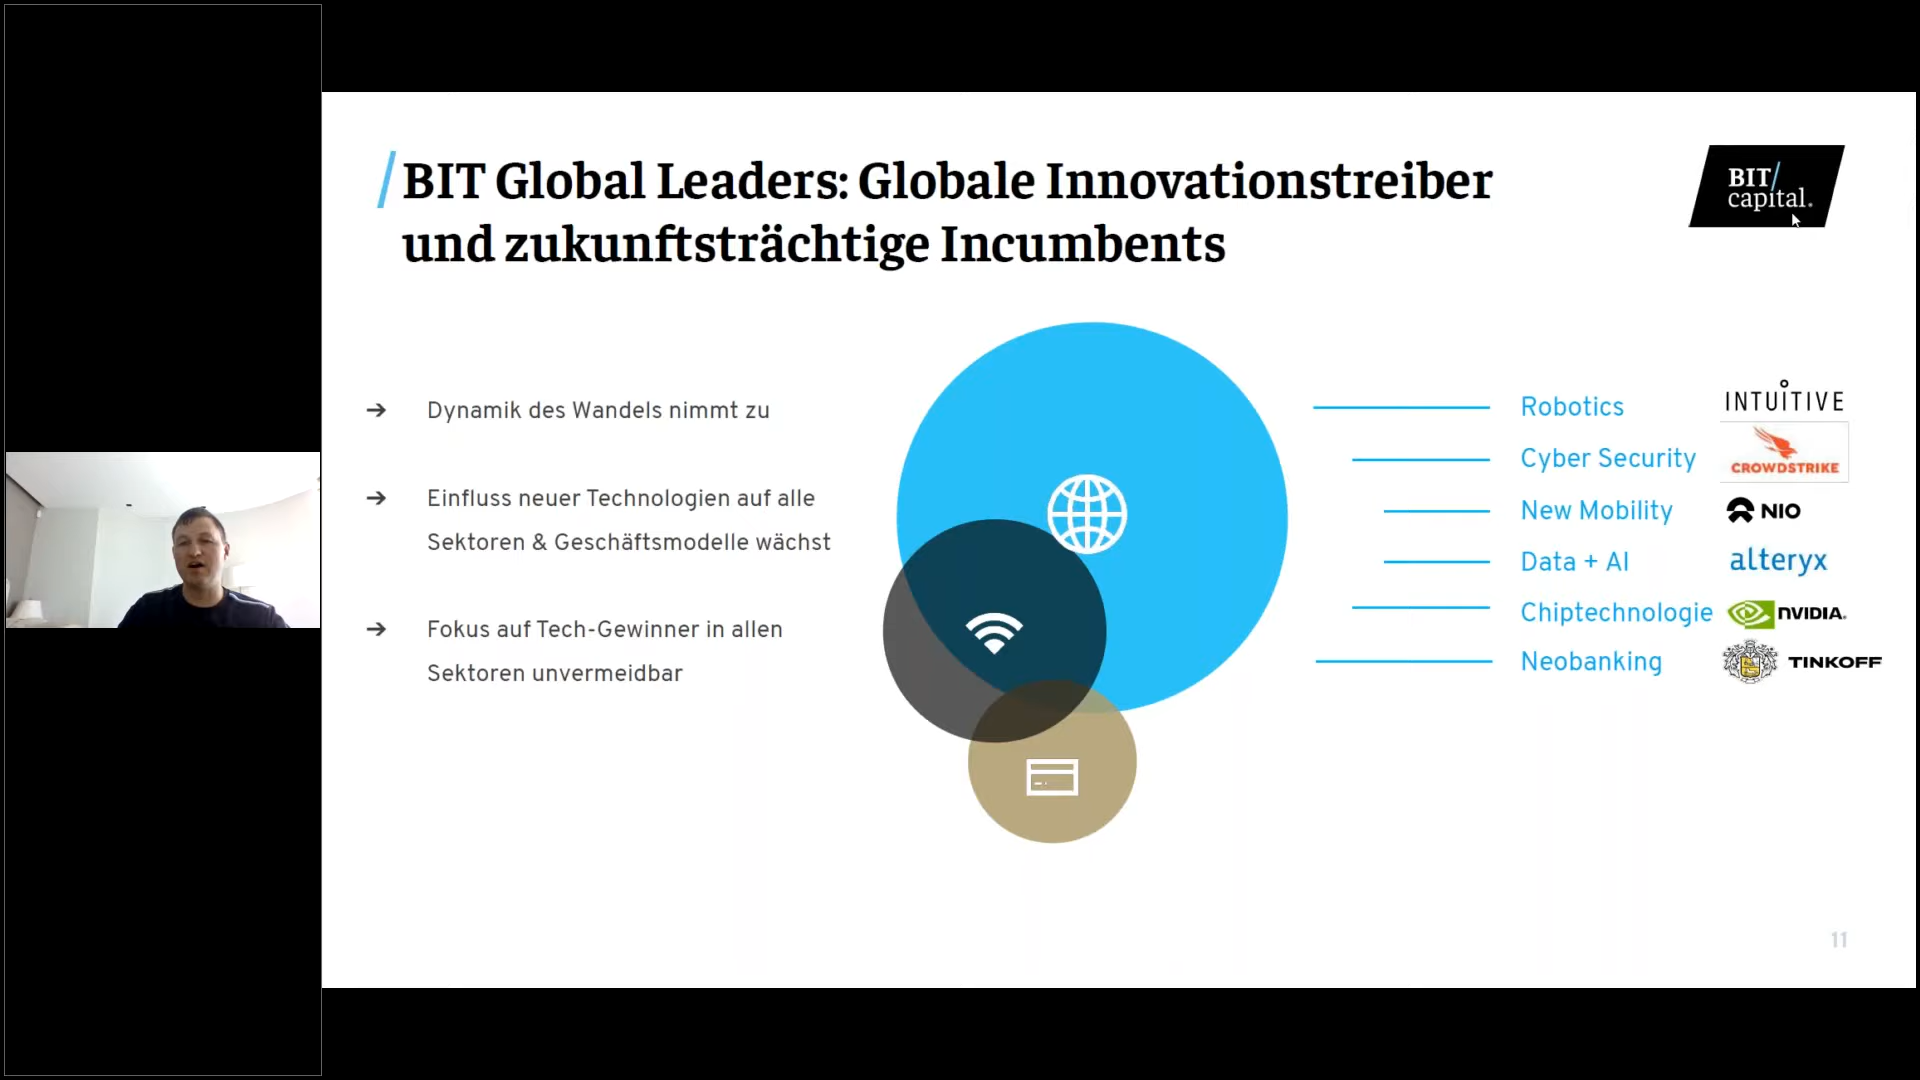 BIT Global Leaders: Globale Innovationstreiber
und zukunftsträchtige Incumbents
BIT/
capital.
→ Dynamik des Wandels nimmt zu
→ Einfluss neuer Technologien auf alle
Sektoren & Geschäftsmodelle wächst
→ Fokus auf Tech-Gewinner in allen
Sektoren unvermeidbar
Robotics INTUITIVE
Cyber Security CROWDSTRIKE
New Mobility NIO
Data + AI alteryx
Chiptechnologie NVIDIA.
Neobanking TINKOFF
11